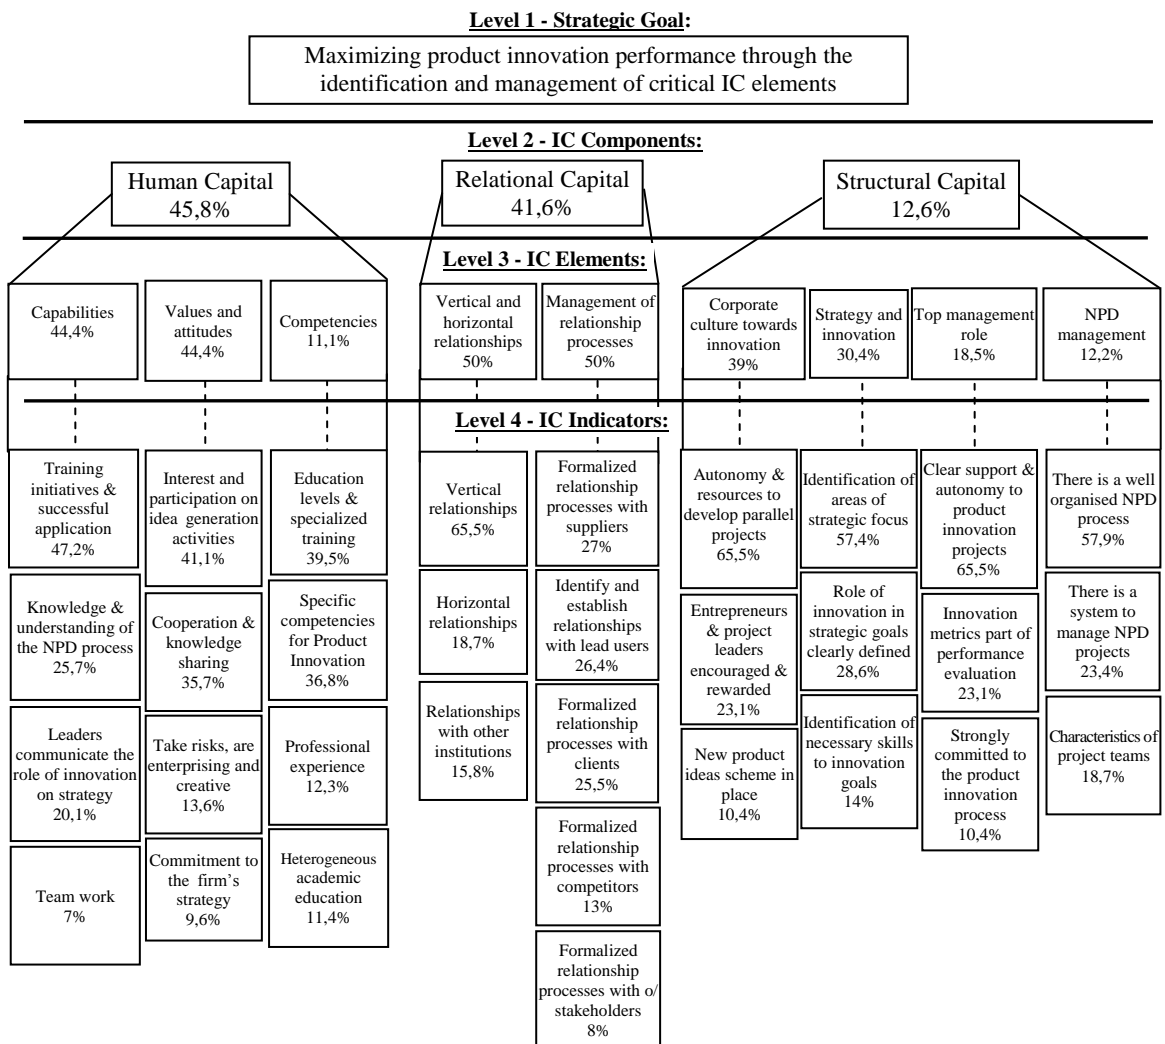 Level 1 - Strategic Goal:
Maximizing product innovation performance through the
identification and management of critical IC elements
Level 2 - IC Components:
Human Capital
45,8%
Relational Capital
41,6%
Structural Capital
12,6%
Level 3 - IC Elements:
Capabilities
44,4%
Values and
attitudes
44,4%
Competencies
11,1%
Vertical and
horizontal
relationships
50%
Management of
relationship
processes
50%
Corporate
culture towards
innovation
39%
Strategy and
innovation
30,4%
Top management
role
18,5%
NPD
management
12,2%
Level 4 - IC Indicators:
Training
initiatives &
successful
application
47,2%
Knowledge &
understanding of
the NPD process
25,7%
Leaders
communicate the
role of innovation
on strategy
20,1%
Team work
7%
Interest and
participation on
idea generation
activities
41,1%
Cooperation &
knowledge
sharing
35,7%
Take risks, are
enterprising and
creative
13,6%
Commitment to
the firm's
strategy
9,6%
Education
levels &
specialized
training
39,5%
Specific
competencies
for Product
Innovation
36,8%
Professional
experience
12,3%
Heterogeneous
academic
education
11,4%
Vertical
relationships
65,5%
Horizontal
relationships
18,7%
Relationships
with other
institutions
15,8%
Formalized
relationship
processes with
suppliers
27%
Identify and
establish
relationships
with lead users
26,4%
Formalized
relationship
processes with
clients
25,5%
Formalized
relationship
processes with
competitors
13%
Formalized
relationship
processes with o/
stakeholders
8%
Autonomy &
resources to
develop parallel
projects
65,5%
Entrepreneurs
& project
leaders
encouraged &
rewarded
23,1%
New product
ideas scheme in
place
10,4%
Identification of
areas of
strategic focus
57,4%
Role of
innovation in
strategic goals
clearly defined
28,6%
Identification of
necessary skills
to innovation
goals
14%
Clear support &
autonomy to
product
innovation
projects
65,5%
Innovation
metrics part of
performance
evaluation
23,1%
Strongly
committed to
the product
innovation
process
10,4%
There is a well
organised NPD
process
57,9%
There is a
system to
manage NPD
projects
23,4%
Characteristics of
project teams
18,7%